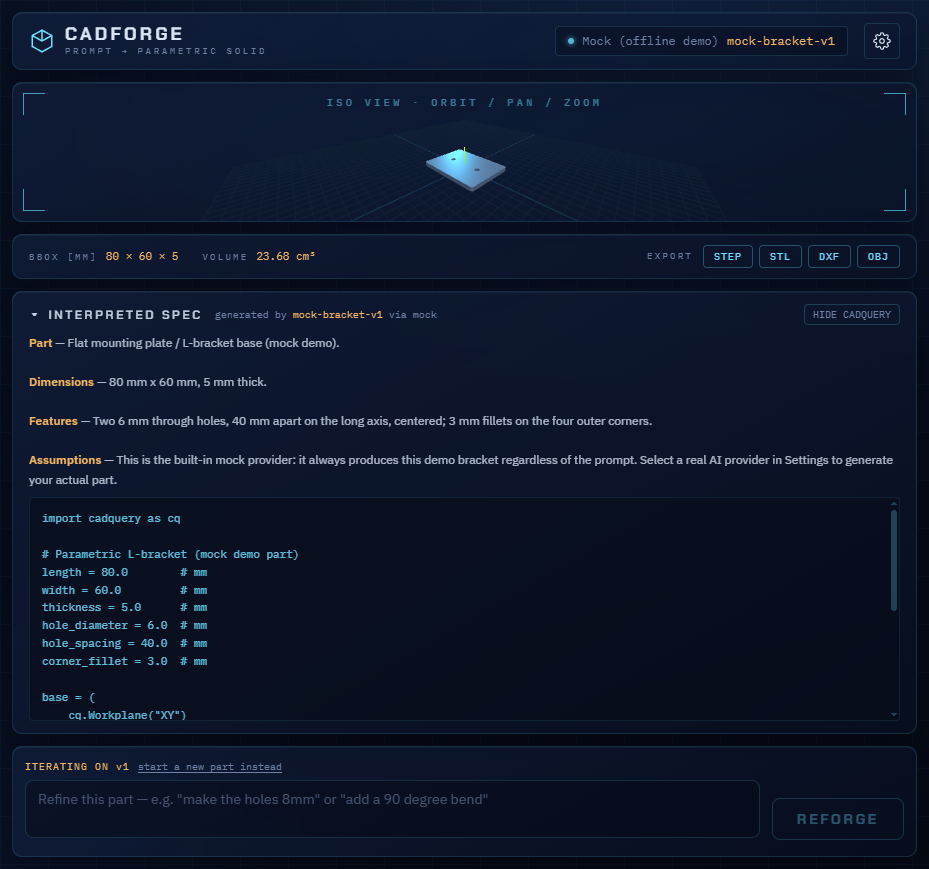 CADFORGE
PROMPT → PARAMETRIC SOLID
Mock (offline demo) mock-bracket-v1
ISO VIEW · ORBIT / PAN / ZOOM
BBOX [MM] 80 × 60 × 5 VOLUME 23.68 cm³ EXPORT STEP STL DXF OBJ
INTERPRETED SPEC generated by mock-bracket-v1 via mock HIDE CADQUERY
Part — Flat mounting plate / L-bracket base (mock demo).
Dimensions — 80 mm x 60 mm, 5 mm thick.
Features — Two 6 mm through holes, 40 mm apart on the long axis, centered; 3 mm fillets on the four outer corners.
Assumptions — This is the built-in mock provider: it always produces this demo bracket regardless of the prompt. Select a real AI provider in Settings to generate
your actual part.
import cadquery as cq
# Parametric L-bracket (mock demo part)
length = 80.0        # mm
width = 60.0         # mm
thickness = 5.0      # mm
hole_diameter = 6.0  # mm
hole_spacing = 40.0  # mm
corner_fillet = 3.0  # mm
base = (
    cq.Workplane("XY")
ITERATING ON v1 start a new part instead
Refine this part — e.g. "make the holes 8mm" or "add a 90 degree bend"
REFORGE